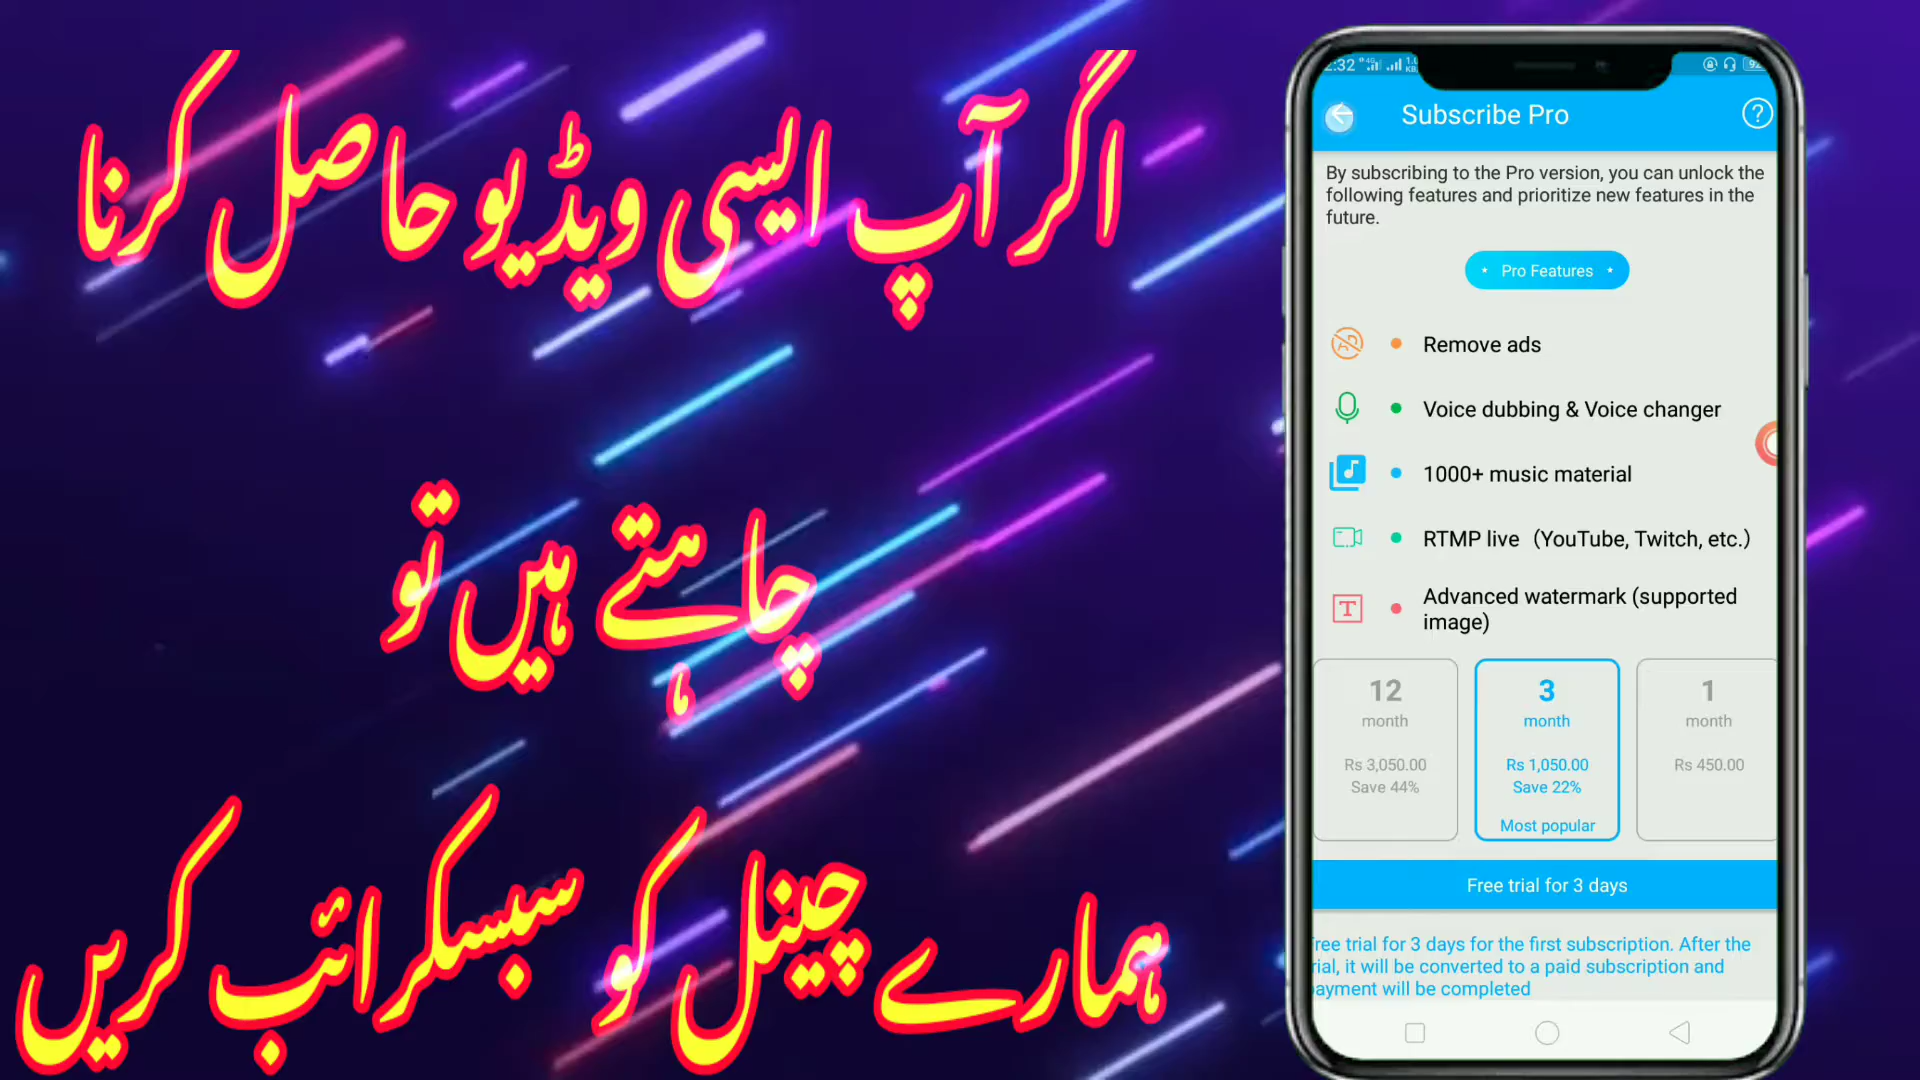 اگر آپ ایسی ویڈیو حاصل کرنا
چاہتے ہیں تو
ہمارے چینل کو سبسکرائب کریں
2:32
Subscribe Pro
?
By subscribing to the Pro version, you can unlock the
following features and prioritize new features in the
future.
Pro Features
Remove ads
Voice dubbing & Voice changer
1000+ music material
RTMP live (YouTube, Twitch, etc.)
T
Advanced watermark (supported
image)
12
month
Rs 3,050.00
Save 44%
3
month
Rs 1,050.00
Save 22%
Most popular
1
month
Rs 450.00
Free trial for 3 days
ree trial for 3 days for the first subscription. After the
rial, it will be converted to a paid subscription and
ayment will be completed